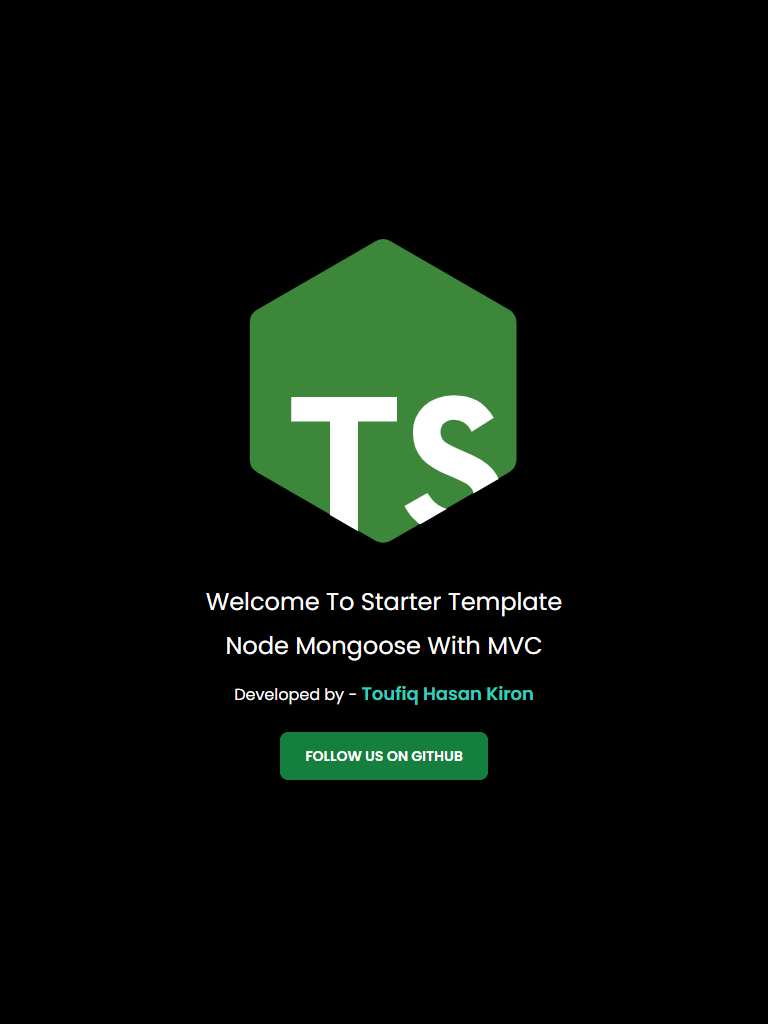 TS
Welcome To Starter Template
Node Mongoose With MVC
Developed by - Toufiq Hasan Kiron
FOLLOW US ON GITHUB